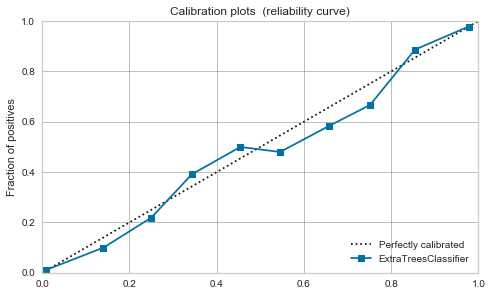 Calibration plots (reliability curve)
1.0
0.8
0.6
0.4
0.2
0.0
Fraction of positives
Perfectly calibrated
ExtraTreesClassifier
0.0 0.2 0.4 0.6 0.8 1.0